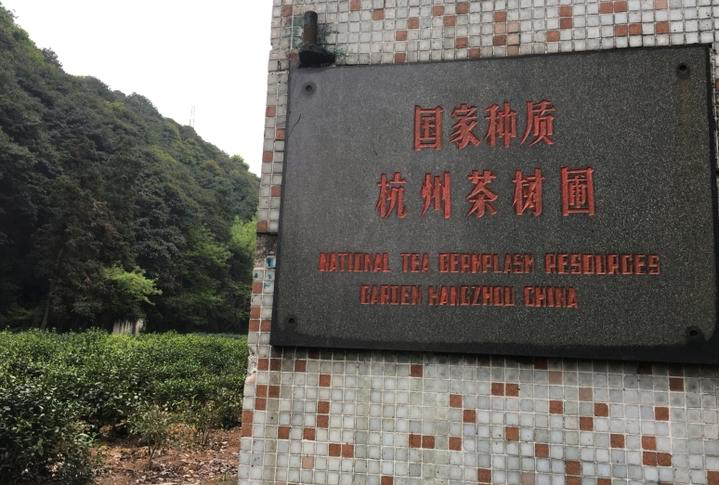 国家种质
杭州茶树圃
NATIONAL TEA GERMPLASM RESOURCES
GARDEN HANGZHOU CHINA